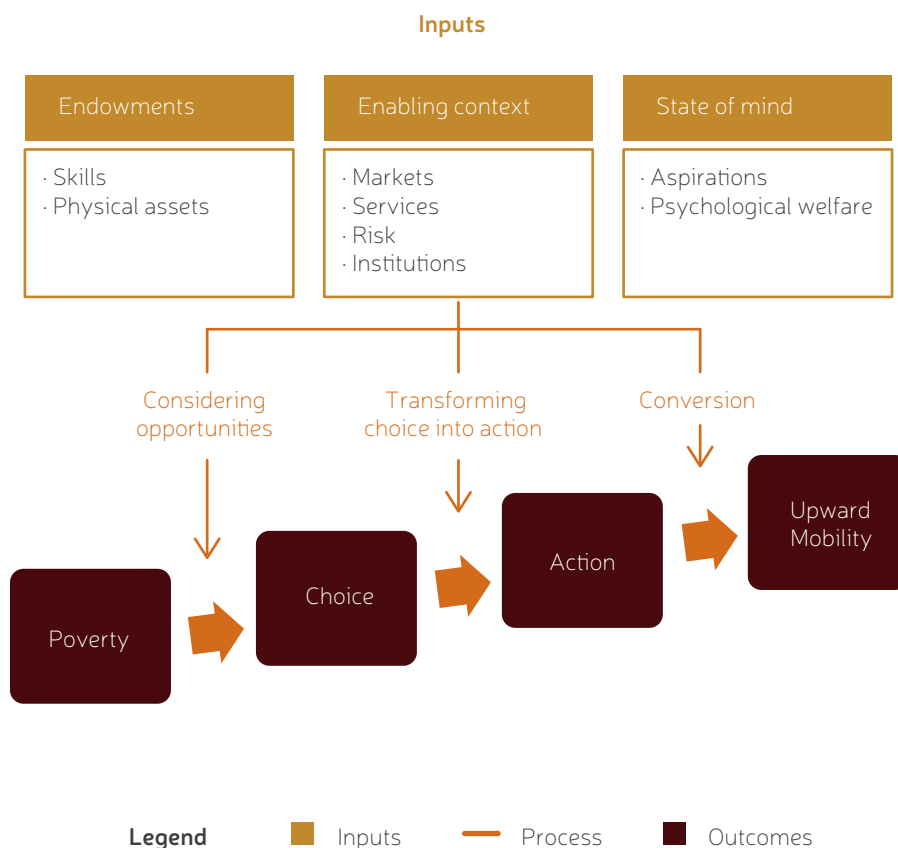 Inputs
Endowments
Enabling context
State of mind
· Skills
· Physical assets
· Markets
· Services
· Risk
· Institutions
· Aspirations
· Psychological welfare
Considering
opportunities
Transforming
choice into action
Conversion
Poverty
Choice
Action
Upward
Mobility
Legend
Inputs
Process
Outcomes